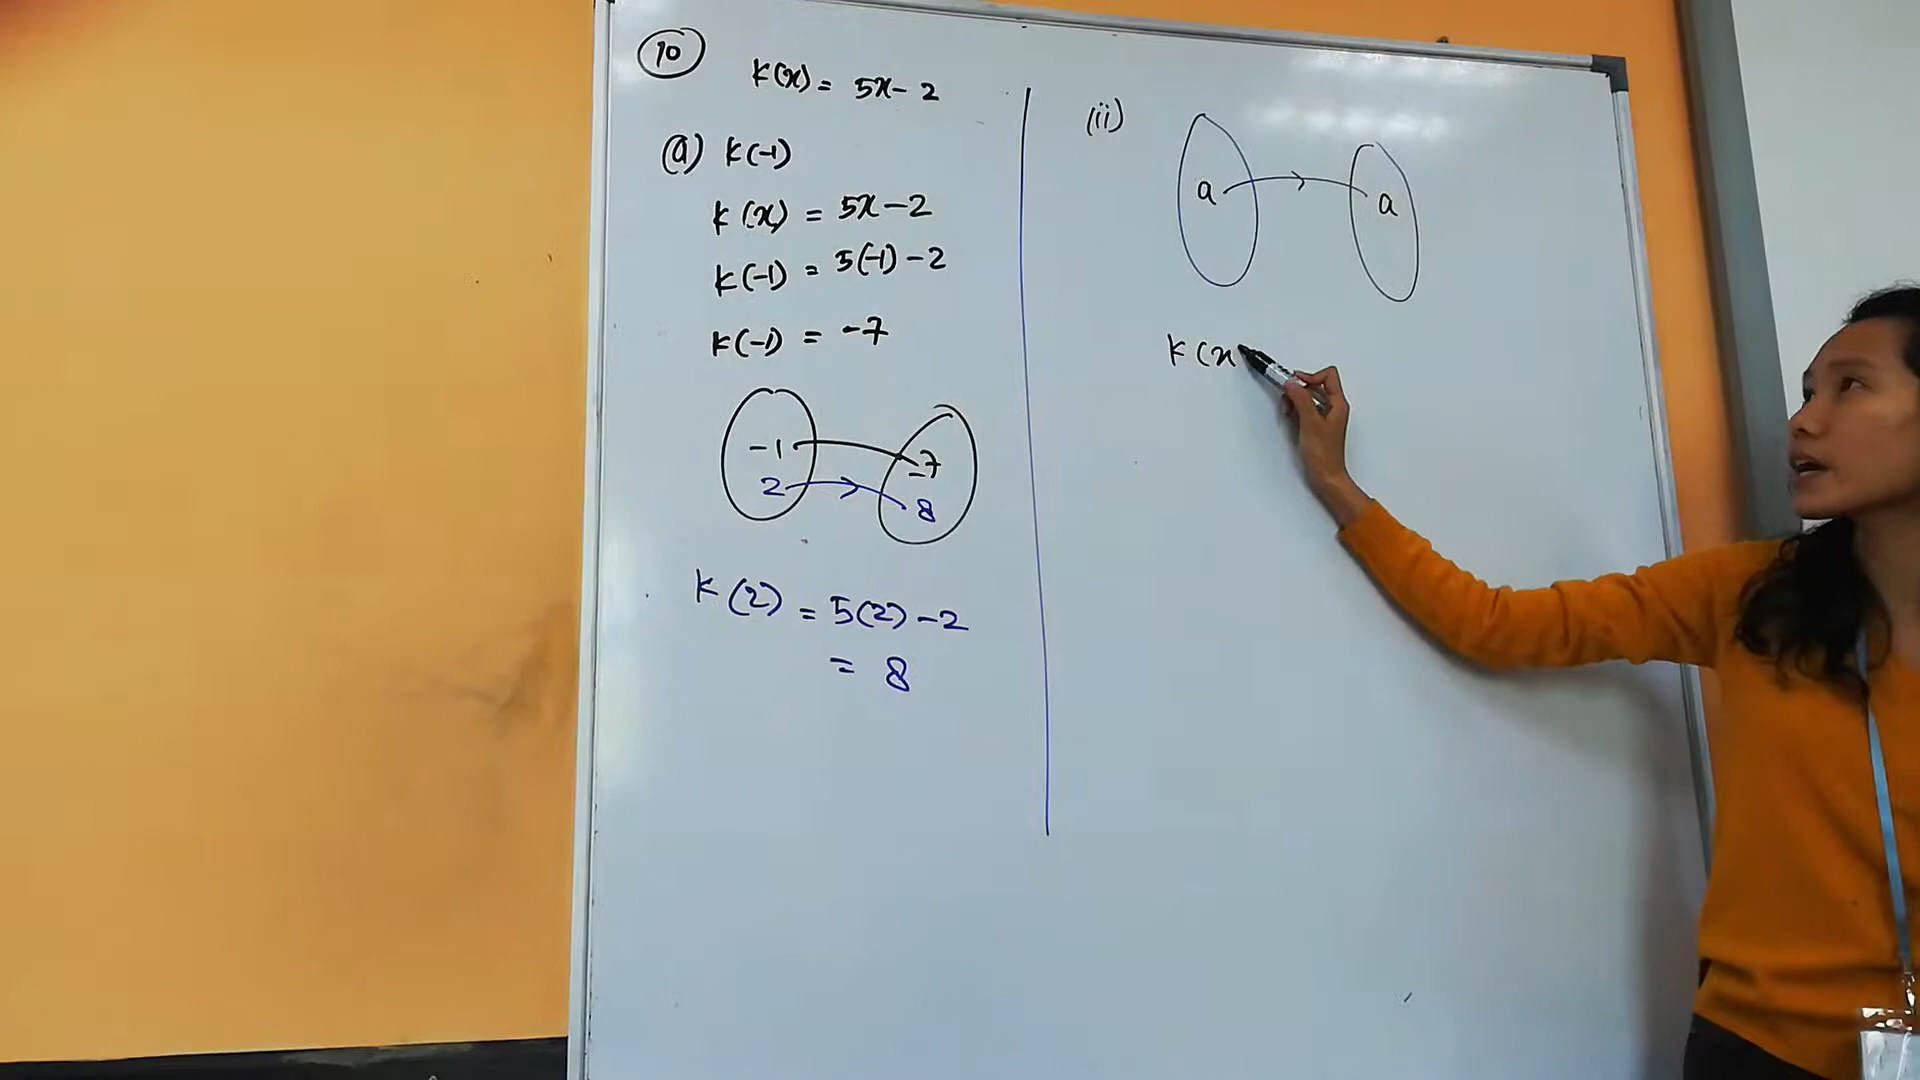 10
K(x) = 5x - 2
(a) K(-1)
K(x) = 5x - 2
K(-1) = 5(-1) - 2
K(-1) = -7
-1 -7
2 8
K(2) = 5(2) - 2
= 8
(ii)
a a
K(x